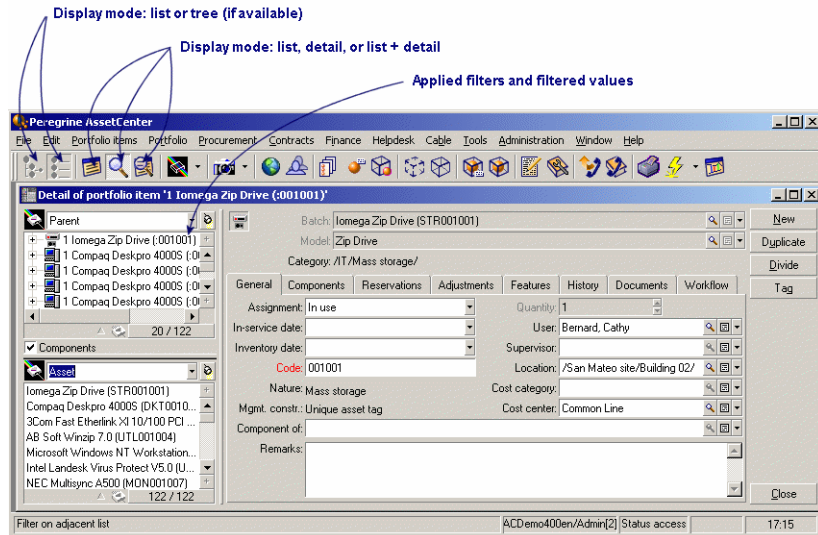 Display mode: list or tree (if available)
Display mode: list, detail, or list + detail
Applied filters and filtered values
Peregrine AssetCenter
File Edit Portfolio items Portfolio Procurement Contracts Finance Helpdesk Cable Tools Administration Window Help
Detail of portfolio item '1 Iomega Zip Drive (:001001)'
Parent
1 Iomega Zip Drive (:001001)
1 Compaq Deskpro 4000S (:00
1 Compaq Deskpro 4000S (:00
1 Compaq Deskpro 4000S (:00
1 Compaq Deskpro 4000S (:00
20 / 122
Components
Asset
Iomega Zip Drive (STR001001)
Compaq Deskpro 4000S (DKT0010...
3Com Fast Etherlink XI 10/100 PCI ...
AB Soft Winzip 7.0 (UTL001004)
Microsoft Windows NT Workstation...
Intel Landesk Virus Protect V5.0 (U...
NEC Multisync A500 (MON001007)
122 / 122
Batch: Iomega Zip Drive (STR001001)
Model: Zip Drive
Category: /IT/Mass storage/
General Components Reservations Adjustments Features History Documents Workflow
Assignment: In use
Quantity: 1
In-service date:
User: Bernard, Cathy
Inventory date:
Supervisor:
Code: 001001
Location: /San Mateo site/Building 02/
Nature: Mass storage
Cost category:
Mgmt. constr.: Unique asset tag
Cost center: Common Line
Component of:
Remarks:
New
Duplicate
Divide
Tag
Close
Filter on adjacent list
ACDemo400en/Admin[2] Status access
17:15